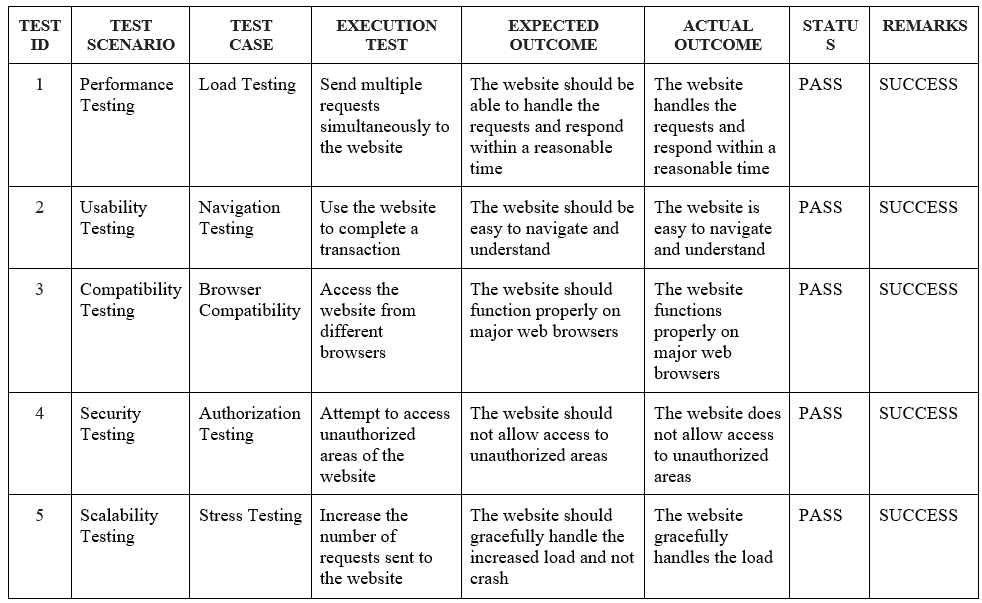 TEST ID
TEST SCENARIO
TEST CASE
EXECUTION TEST
EXPECTED OUTCOME
ACTUAL OUTCOME
STATU
S
REMARKS
1
Performance
Testing
Load Testing
Send multiple
requests
simultaneously to
the website
The website should be
able to handle the
requests and respond
within a reasonable
time
The website
handles the
requests and
respond within a
reasonable time
PASS
SUCCESS
2
Usability
Testing
Navigation
Testing
Use the website
to complete a
transaction
The website should be
easy to navigate and
understand
The website is
easy to navigate
and understand
PASS
SUCCESS
3
Compatibility
Testing
Browser
Compatibility
Access the
website from
different
browsers
The website should
function properly on
major web browsers
The website
functions
properly on
major web
browsers
PASS
SUCCESS
4
Security
Testing
Authorization
Testing
Attempt to access
unauthorized
areas of the
website
The website should
not allow access to
unauthorized areas
The website does
not allow access
to unauthorized
areas
PASS
SUCCESS
5
Scalability
Testing
Stress Testing
Increase the
number of
requests sent to
the website
The website should
gracefully handle the
increased load and not
crash
The website
gracefully
handles the load
PASS
SUCCESS